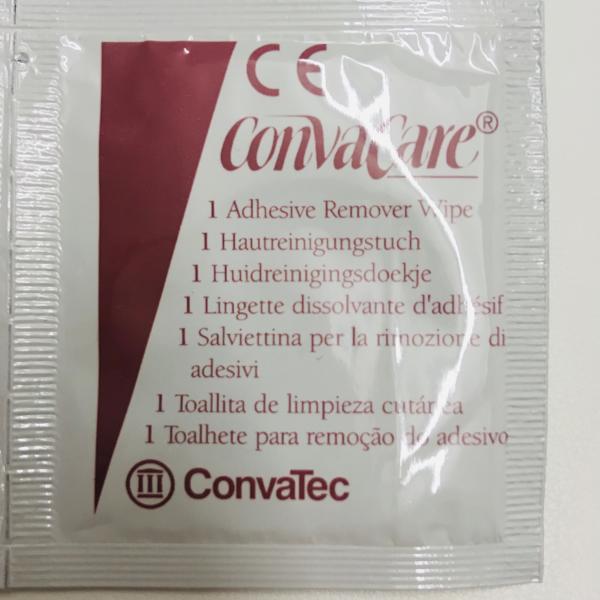 CE
ConvaCare®
1 Adhesive Remover Wipe
1 Hautreinigungstuch
1 Huidreinigingsdoekje
1 Lingette dissolvante d'adhésif
1 Salviettina per la rimozione di
adesivi
1 Toallita de limpieza cutánea
1 Toalhete para remoção do adesivo
ConvaTec